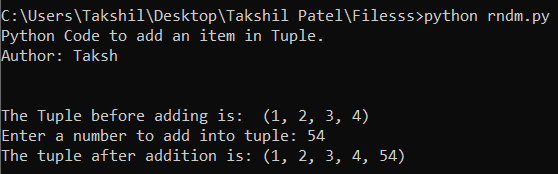 C:\Users\Takshil\Desktop\Takshil Patel\Filesss>python rndm.py
Python Code to add an item in Tuple.
Author: Taksh
The Tuple before adding is:  (1, 2, 3, 4)
Enter a number to add into tuple: 54
The tuple after addition is: (1, 2, 3, 4, 54)